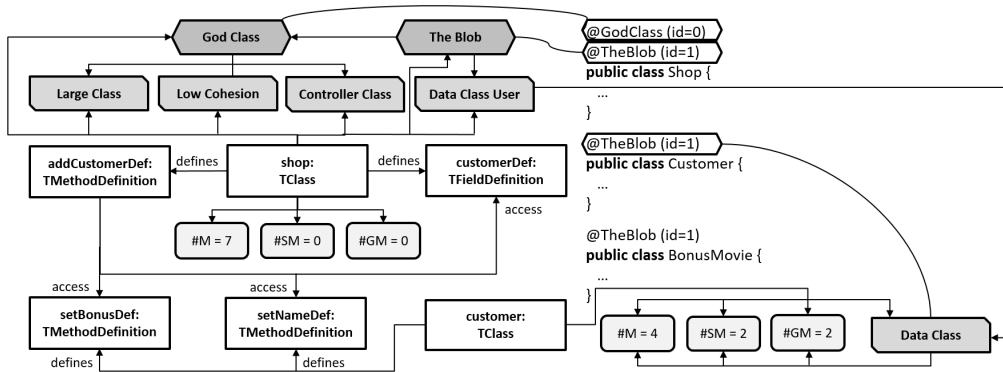 God Class
The Blob
@GodClass (id=0)
@TheBlob (id=1)
public class Shop {
...
}
Large Class
Low Cohesion
Controller Class
Data Class User
addCustomerDef:
TMethodDefinition
defines
shop:
TClass
defines
customerDef:
TFieldDefinition
@TheBlob (id=1)
public class Customer {
...
}
access
#M = 7
#SM = 0
#GM = 0
@TheBlob (id=1)
public class BonusMovie {
...
}
access
access
setBonusDef:
TMethodDefinition
setNameDef:
TMethodDefinition
customer:
TClass
#M = 4
#SM = 2
#GM = 2
Data Class
defines
defines